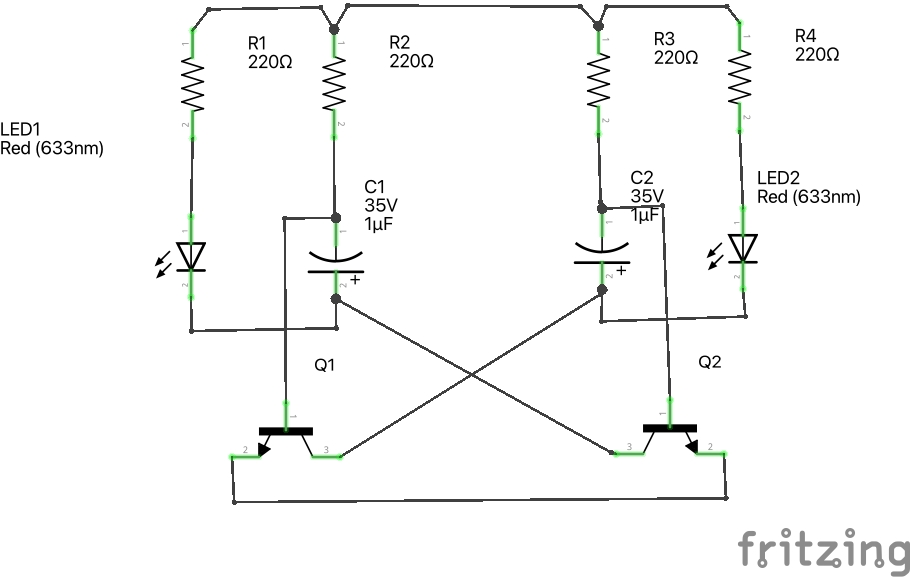 R1
220Ω
R2
220Ω
R3
220Ω
R4
220Ω
1
1
1
1
2
2
2
2
LED1
Red (633nm)
C1
35V
1µF
C2
35V
1µF
LED2
Red (633nm)
1
1
1
1
+
+
2
2
2
2
Q1
Q2
1
1
2
3
3
2
fritzing